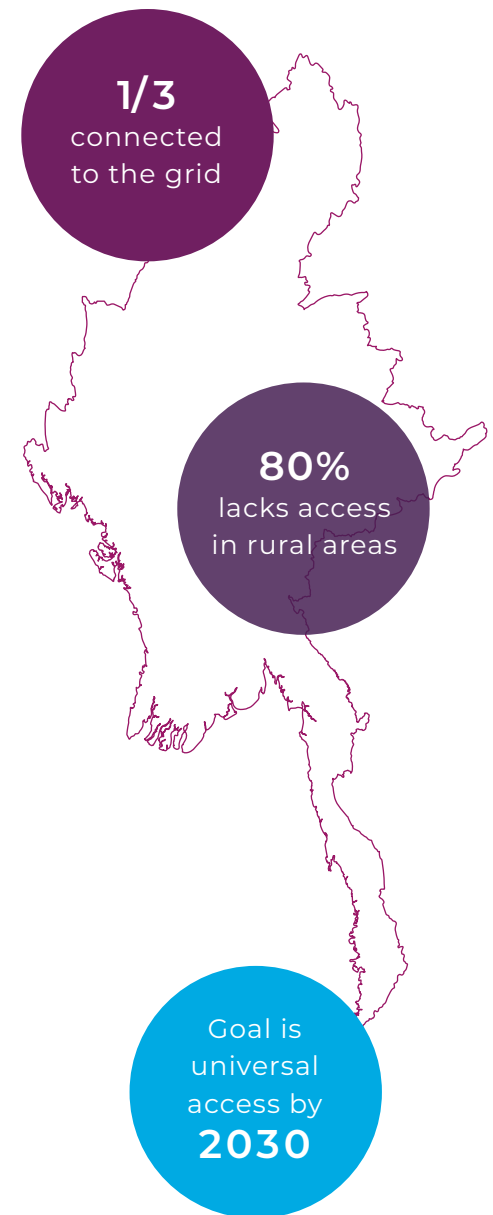 1/3
connected
to the grid
80%
lacks access
in rural areas
Goal is
universal
access by
2030